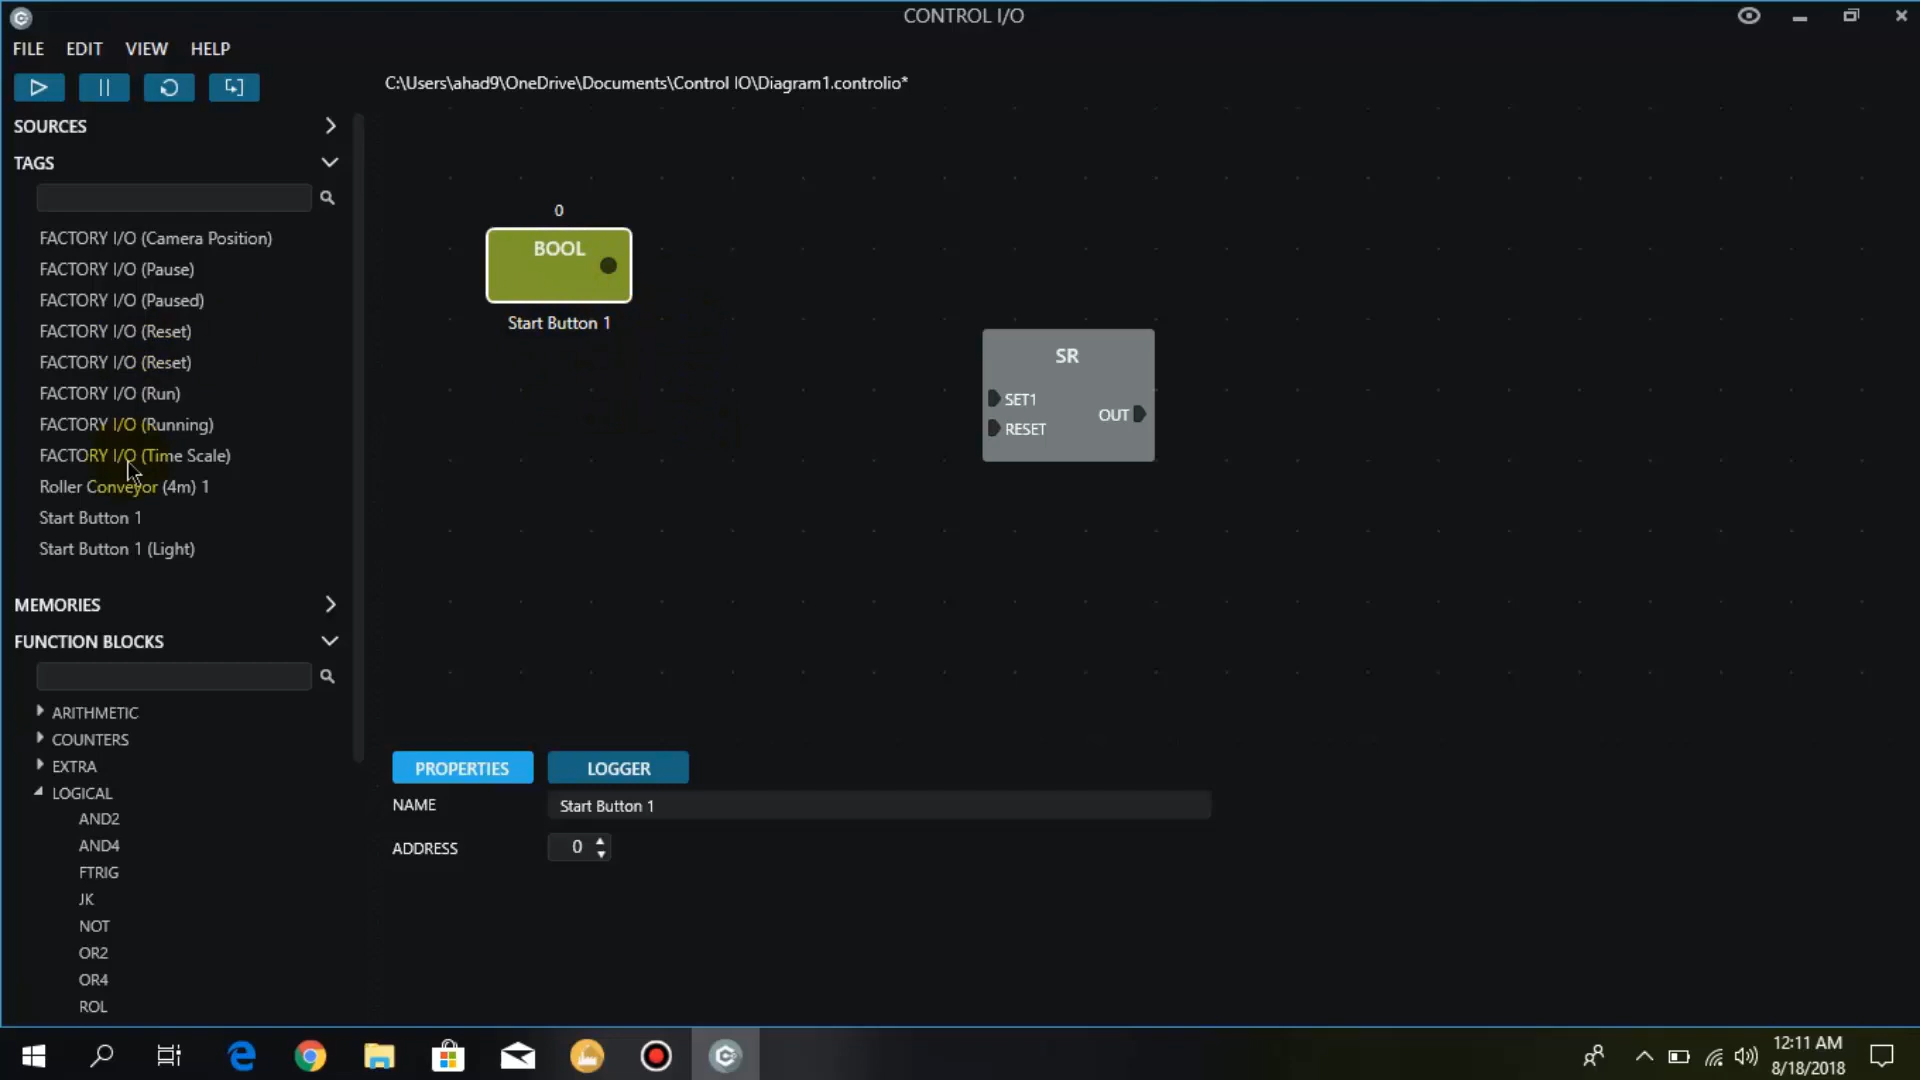 CONTROL I/O
FILE EDIT VIEW HELP
C:\Users\ahad9\OneDrive\Documents\Control IO\Diagram1.controlio*
SOURCES
TAGS
FACTORY I/O (Camera Position)
FACTORY I/O (Pause)
FACTORY I/O (Paused)
FACTORY I/O (Reset)
FACTORY I/O (Reset)
FACTORY I/O (Run)
FACTORY I/O (Running)
FACTORY I/O (Time Scale)
Roller Conveyor (4m) 1
Start Button 1
Start Button 1 (Light)
MEMORIES
FUNCTION BLOCKS
ARITHMETIC
COUNTERS
EXTRA
LOGICAL
AND2
AND4
FTRIG
JK
NOT
OR2
OR4
ROL
0
BOOL
Start Button 1
SR
SET1
OUT
RESET
PROPERTIES LOGGER
NAME Start Button 1
ADDRESS 0
12:11 AM
8/18/2018